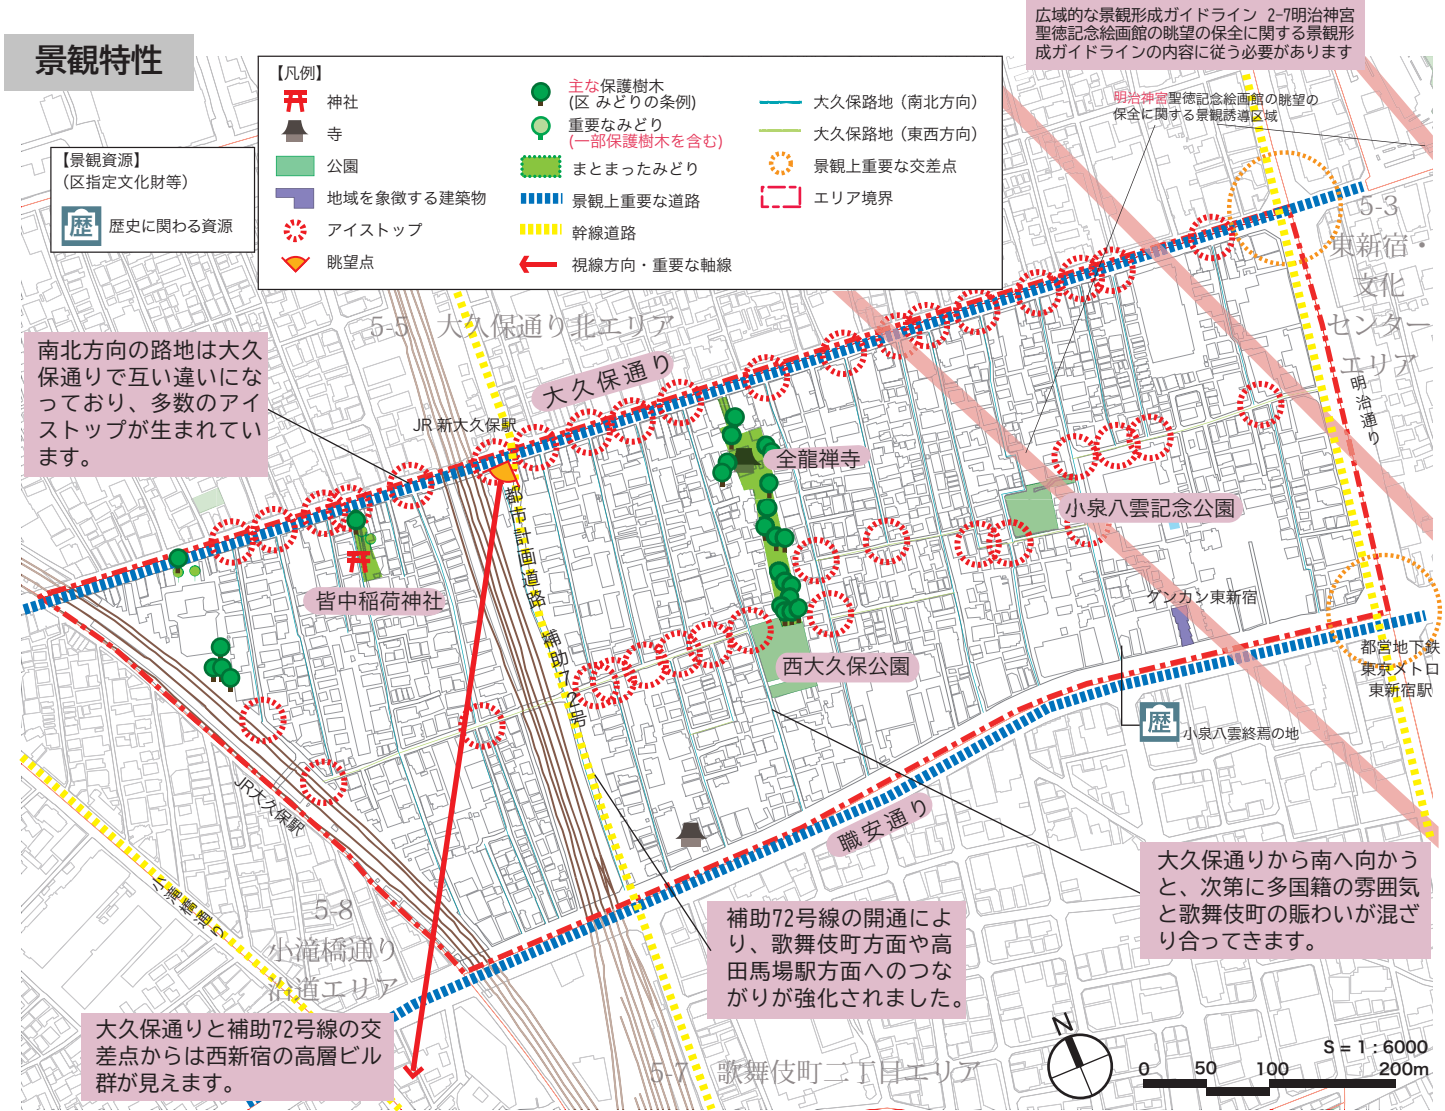 景観特性
広域的な景観形成ガイドライン 2-7明治神宮
聖徳記念絵画館の眺望の保全に関する景観形
成ガイドラインの内容に従う必要があります
【凡例】
神社
寺
公園
地域を象徴する建築物
アイストップ
眺望点
主な保護樹木
(区 みどりの条例)
重要なみどり
(一部保護樹木を含む)
まとまったみどり
景観上重要な道路
幹線道路
視線方向・重要な軸線
大久保路地（南北方向）
大久保路地（東西方向）
景観上重要な交差点
エリア境界
【景観資源】
(区指定文化財等)
歴
歴史に関わる資源
明治神宮聖徳記念絵画館の眺望の
保全に関する景観誘導区域
5-3
東新宿・
文化
センター
エリア
5-5 大久保通り北エリア
南北方向の路地は大久
保通りで互い違いにな
っており、多数のアイ
ストップが生まれてい
ます。
大久保通り
JR 新大久保駅
明治通り
全龍禅寺
小泉八雲記念公園
都市計画道路 補助72号
皆中稲荷神社
グンカン東新宿
西大久保公園
都営地下鉄
東京メトロ
東新宿駅
歴
小泉八雲終焉の地
JR大久保駅
職安通り
小滝橋通り
5-8
小滝橋通り
沿道エリア
大久保通りから南へ向かう
と、次第に多国籍の雰囲気
と歌舞伎町の賑わいが混ざ
り合ってきます。
補助72号線の開通によ
り、歌舞伎町方面や高
田馬場駅方面へのつな
がりが強化されました。
大久保通りと補助72号線の交
差点からは西新宿の高層ビル
群が見えます。
5-7 歌舞伎町二丁目エリア
N
S = 1 : 6000
0 50 100 200m